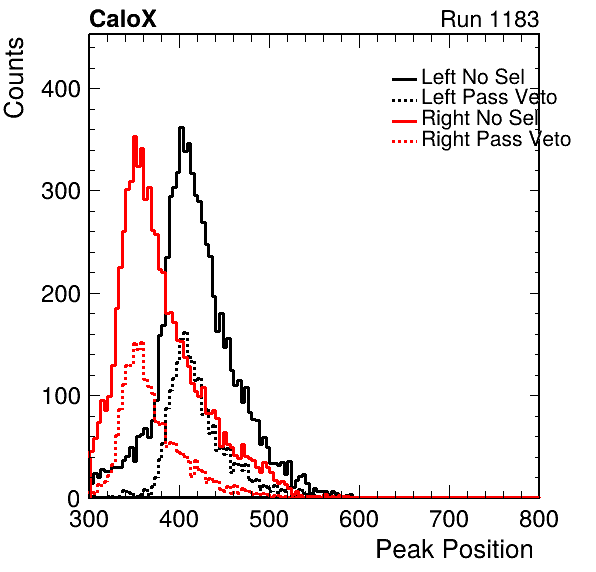 CaloX Run 1183
Counts
400
300
200
100
0
Left No Sel
Left Pass Veto
Right No Sel
Right Pass Veto
300 400 500 600 700 800
Peak Position